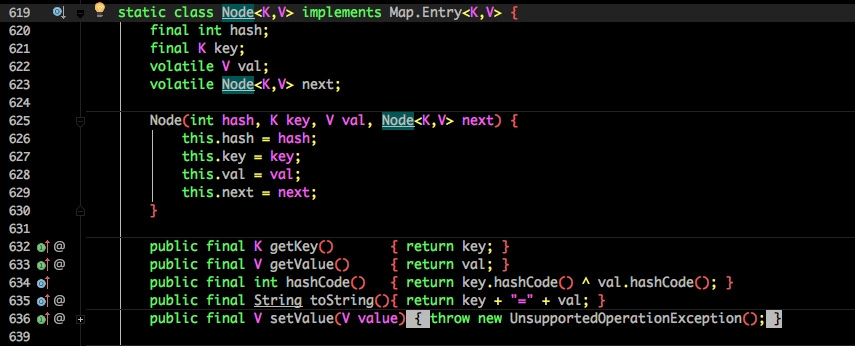 619 static class Node<K,V> implements Map.Entry<K,V> {
620 final int hash;
621 final K key;
622 volatile V val;
623 volatile Node<K,V> next;
624
625 Node(int hash, K key, V val, Node<K,V> next) {
626 this.hash = hash;
627 this.key = key;
628 this.val = val;
629 this.next = next;
630 }
631
632 @ public final K getKey() { return key; }
633 @ public final V getValue() { return val; }
634 public final int hashCode() { return key.hashCode() ^ val.hashCode(); }
635 @ public final String toString(){ return key + "=" + val; }
636 @ public final V setValue(V value) { throw new UnsupportedOperationException(); }
639